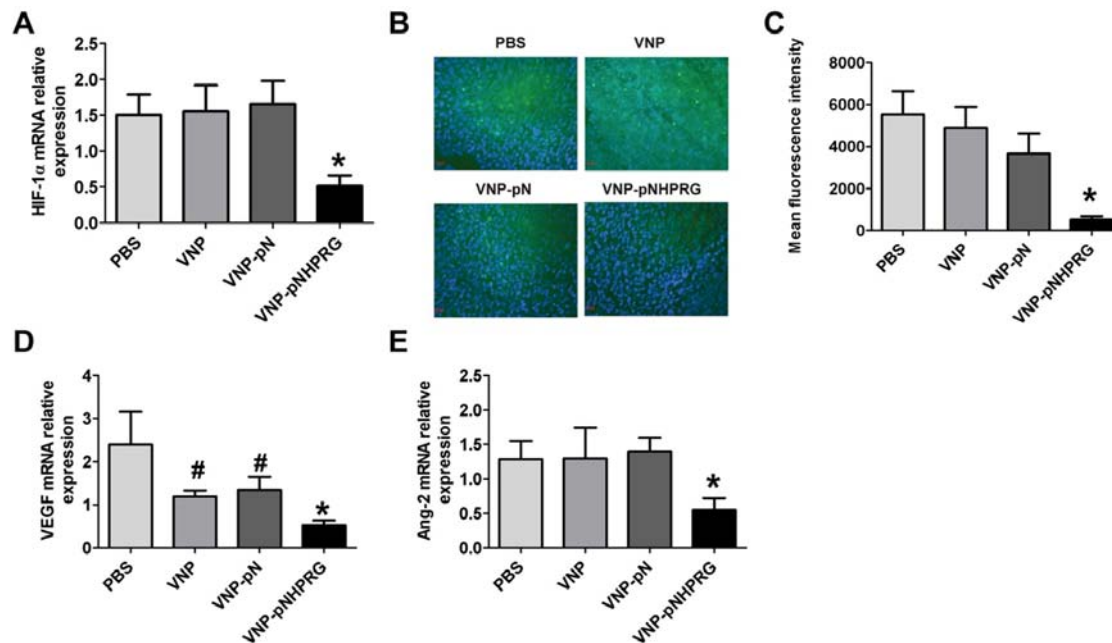 A
HIF-1α mRNA relative
expression
2.5
2.0
1.5
1.0
0.5
0.0
*
PBS
VNP
VNP-pN
VNP-pNHPRG
B
PBS
VNP
VNP-pN
VNP-pNHPRG
C
Mean fluorescence intensity
8000
6000
4000
2000
0
*
PBS
VNP
VNP-pN
VNP-pNHPRG
D
VEGF mRNA relative
expression
4
3
2
1
0
#
#
*
PBS
VNP
VNP-pN
VNP-pNHPRG
E
Ang-2 mRNA relative
expression
2.5
2.0
1.5
1.0
0.5
0.0
*
PBS
VNP
VNP-pN
VNP-pNHPRG